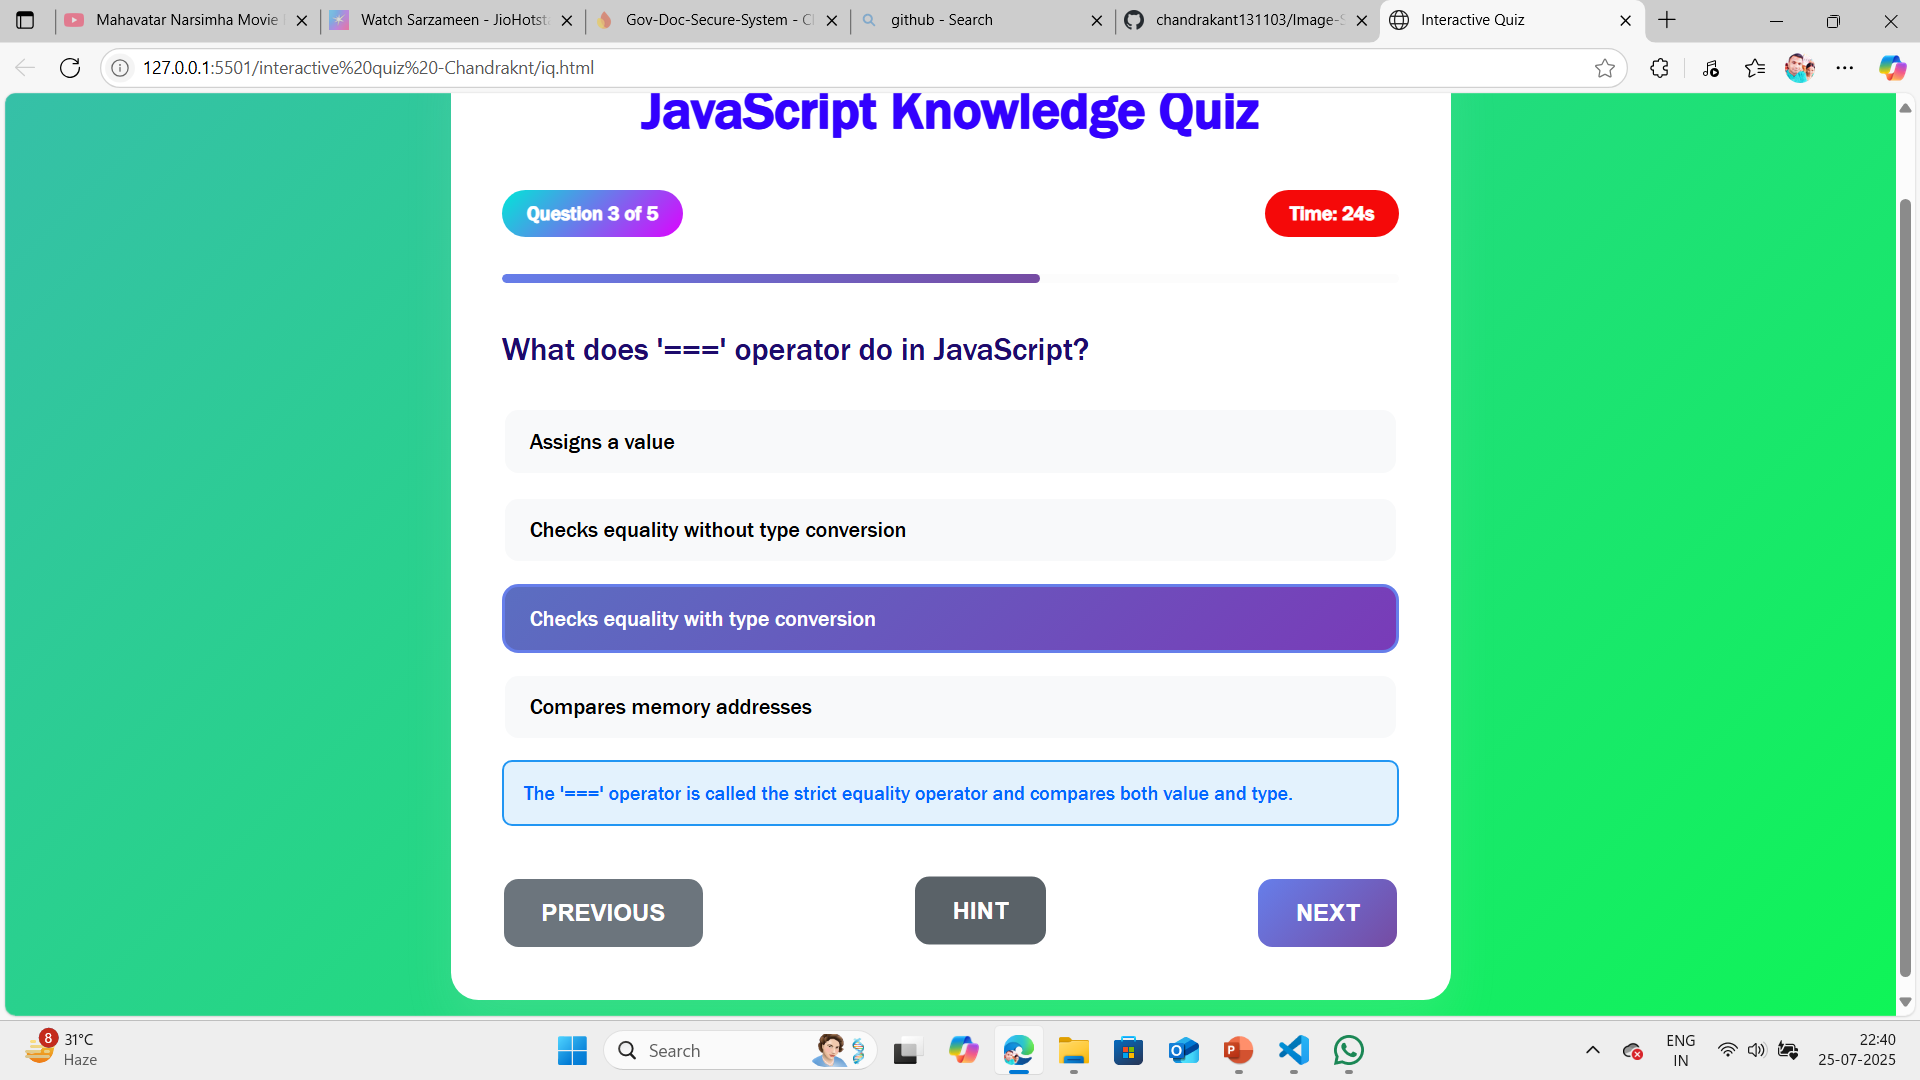 Mahavatar Narsimha Movie
Watch Sarzameen - JioHotst
Gov-Doc-Secure-System - Cl
github - Search
chandrakant131103/Image-S
Interactive Quiz
127.0.0.1:5501/interactive%20quiz%20-Chandraknt/iq.html
JavaScript Knowledge Quiz
Question 3 of 5
Time: 24s
What does '===' operator do in JavaScript?
Assigns a value
Checks equality without type conversion
Checks equality with type conversion
Compares memory addresses
The '===' operator is called the strict equality operator and compares both value and type.
PREVIOUS
HINT
NEXT
8
31°C
Haze
Search
ENG
IN
22:40
25-07-2025